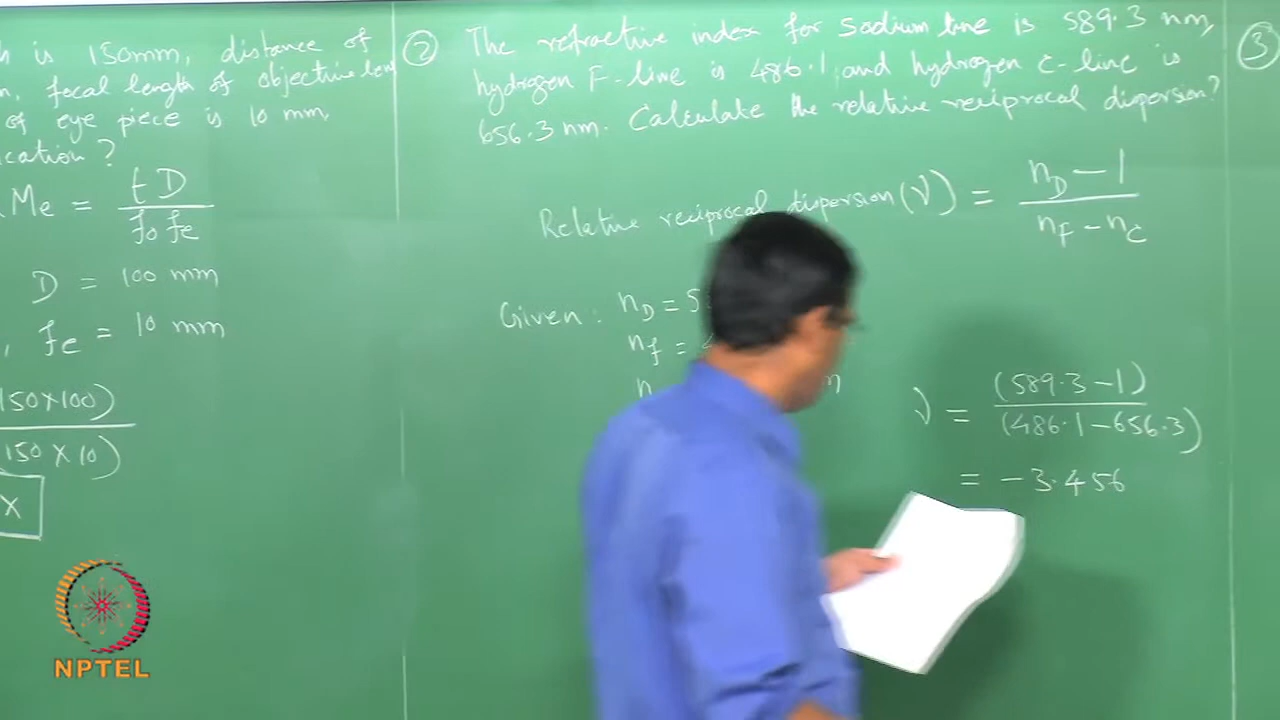 h is 150mm, distance of
n, focal length of objective len
of eye piece is 10 mm,
ication?
Me = tD / fo fe
D = 100 mm
, fe = 10 mm
150×100)
150 × 10)
X
② The refractive index for sodium line is 589.3 nm,
hydrogen F-line is 486.1, and hydrogen C-line is
656.3 nm. Calculate the relative reciprocal dispersion?
Relative reciprocal dispersion (V) = nD - 1 / nF - nC
Given: nD = 5
nf = 4
n
ν = (589.3 - 1) / (486.1 - 656.3)
= - 3.456
③
NPTEL